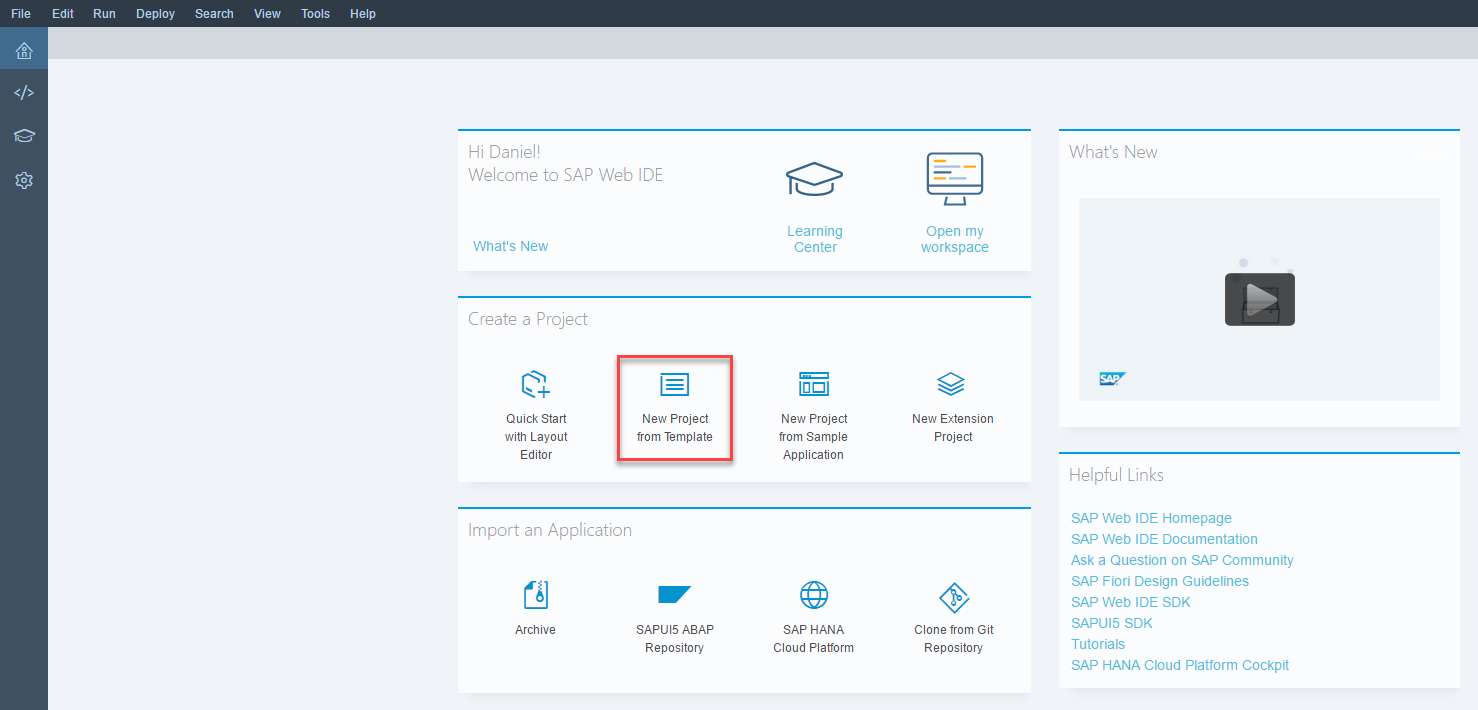 File Edit Run Deploy Search View Tools Help
Hi Daniel!
Welcome to SAP Web IDE
What's New
Learning
Center
Open my
workspace
Create a Project
Quick Start
with Layout
Editor
New Project
from Template
New Project
from Sample
Application
New Extension
Project
Import an Application
Archive
SAPUI5 ABAP
Repository
SAP HANA
Cloud Platform
Clone from Git
Repository
What's New
SAP
Helpful Links
SAP Web IDE Homepage
SAP Web IDE Documentation
Ask a Question on SAP Community
SAP Fiori Design Guidelines
SAP Web IDE SDK
SAPUI5 SDK
Tutorials
SAP HANA Cloud Platform Cockpit